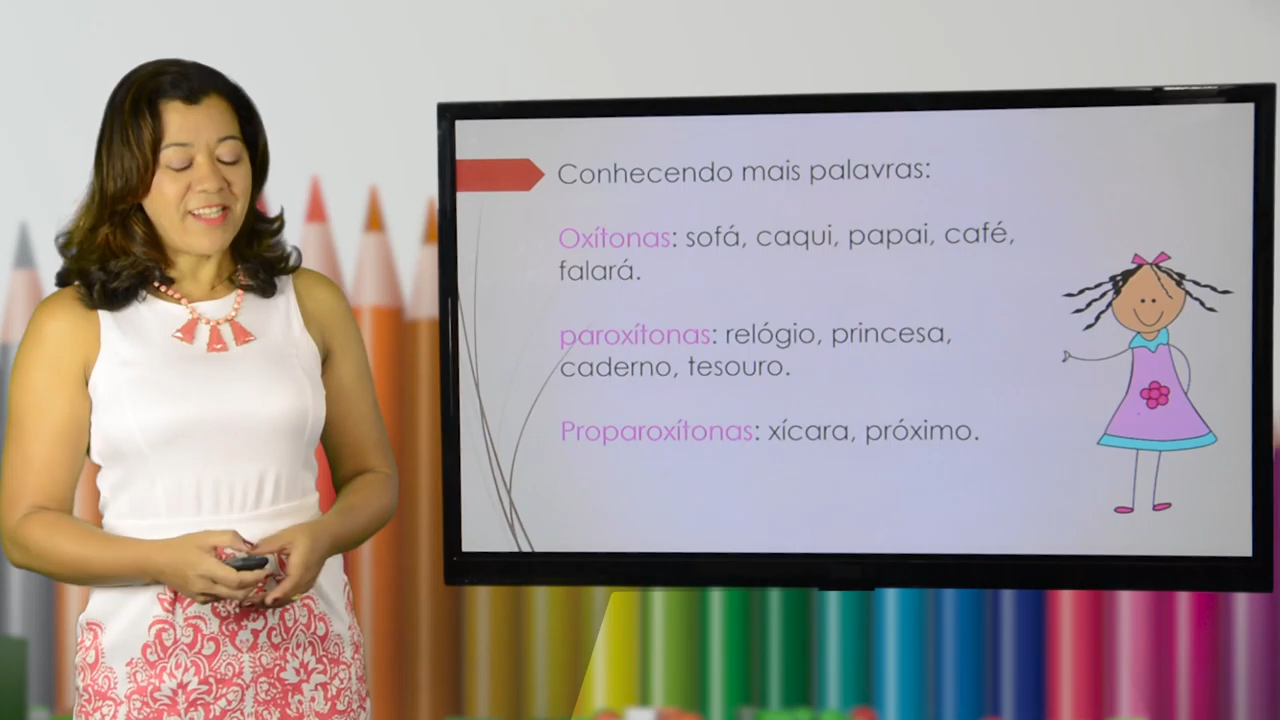 Conhecendo mais palavras:
Oxítonas: sofá, caqui, papai, café,
falará.
paroxítonas: relógio, princesa,
caderno, tesouro.
Proparoxítonas: xícara, próximo.